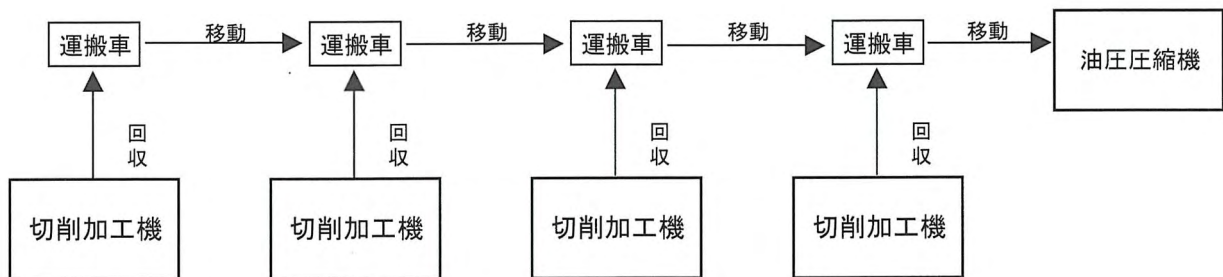 運搬車
移動
運搬車
移動
運搬車
移動
運搬車
移動
油圧圧縮機
回収
回収
回収
回収
切削加工機
切削加工機
切削加工機
切削加工機